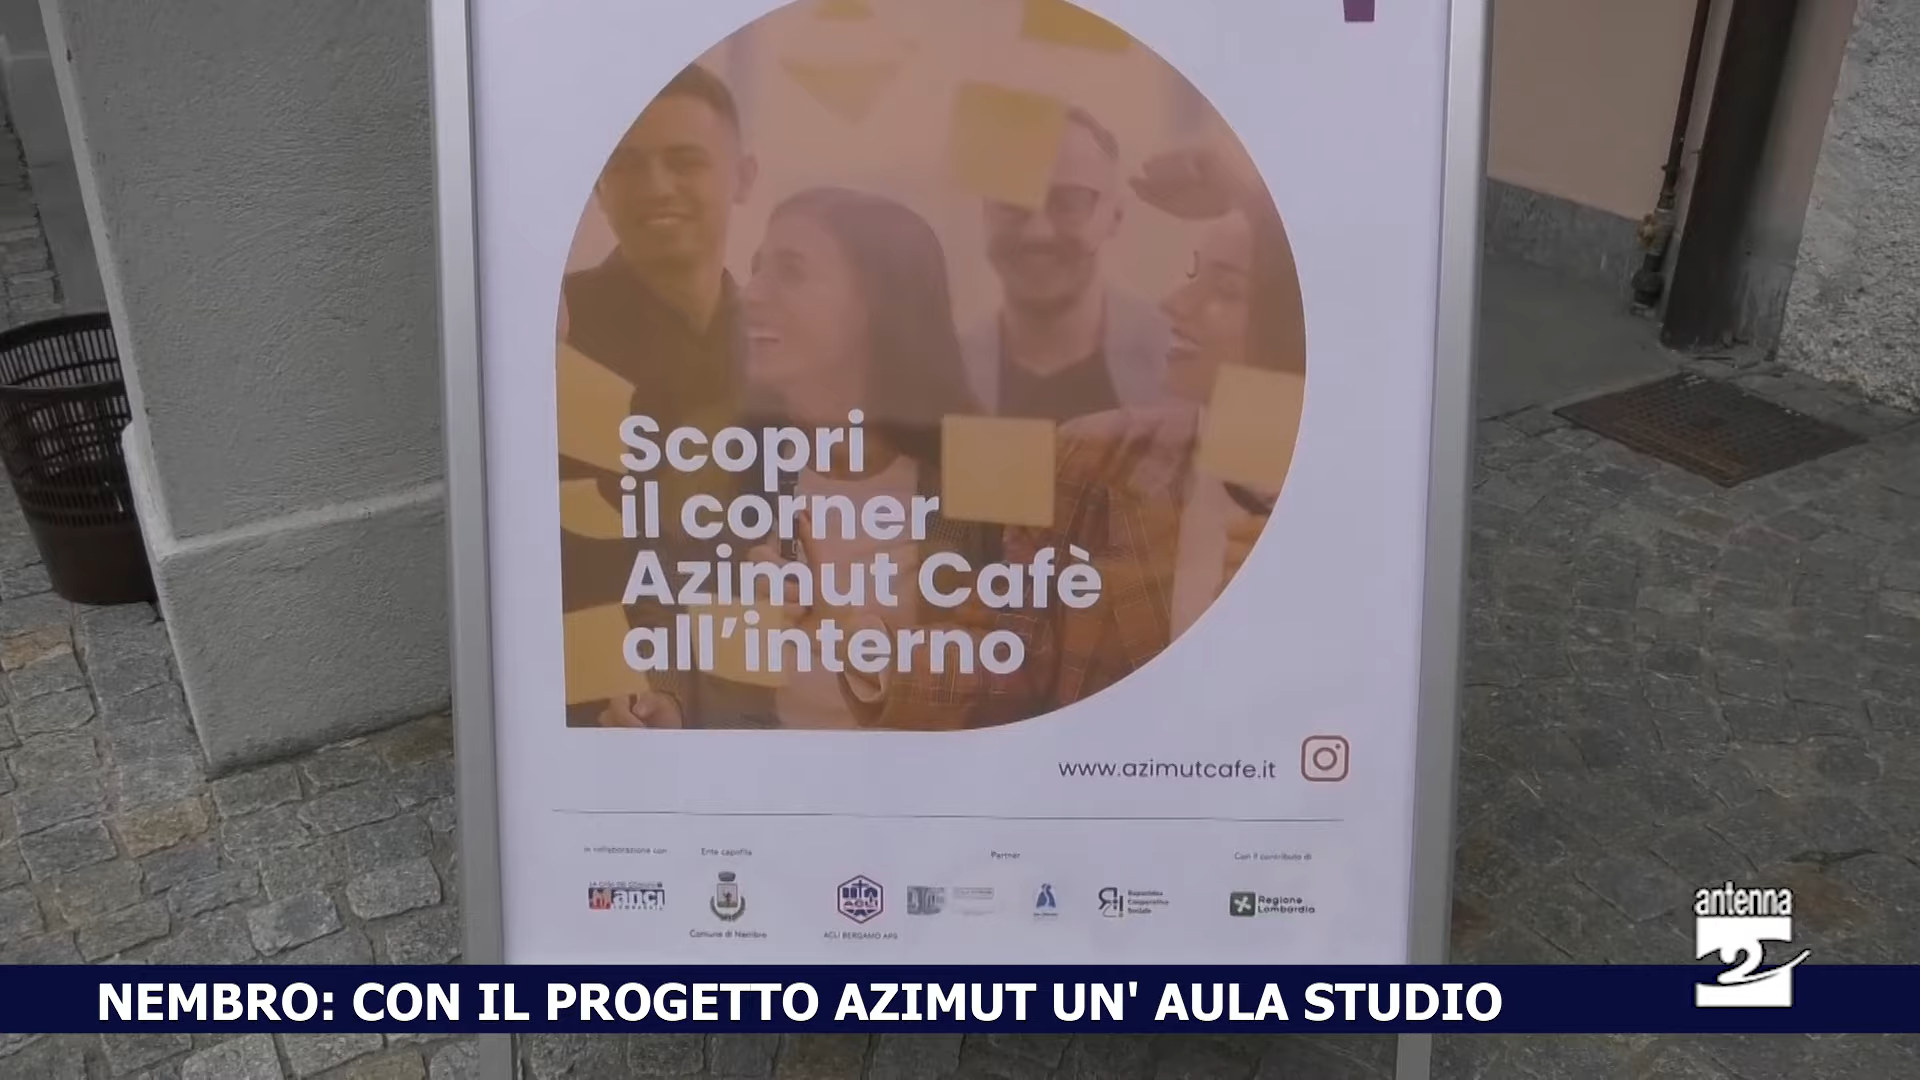 Scopri
il corner
Azimut Cafè
all'interno
www.azimutcafe.it
in collaborazione con
Ente capofila
Partner
Con il contributo di
anci
ACLI
Regione
Lombardia
Comune di Nembro
ACLI BERGAMO APS
antenna
2
NEMBRO: CON IL PROGETTO AZIMUT UN' AULA STUDIO